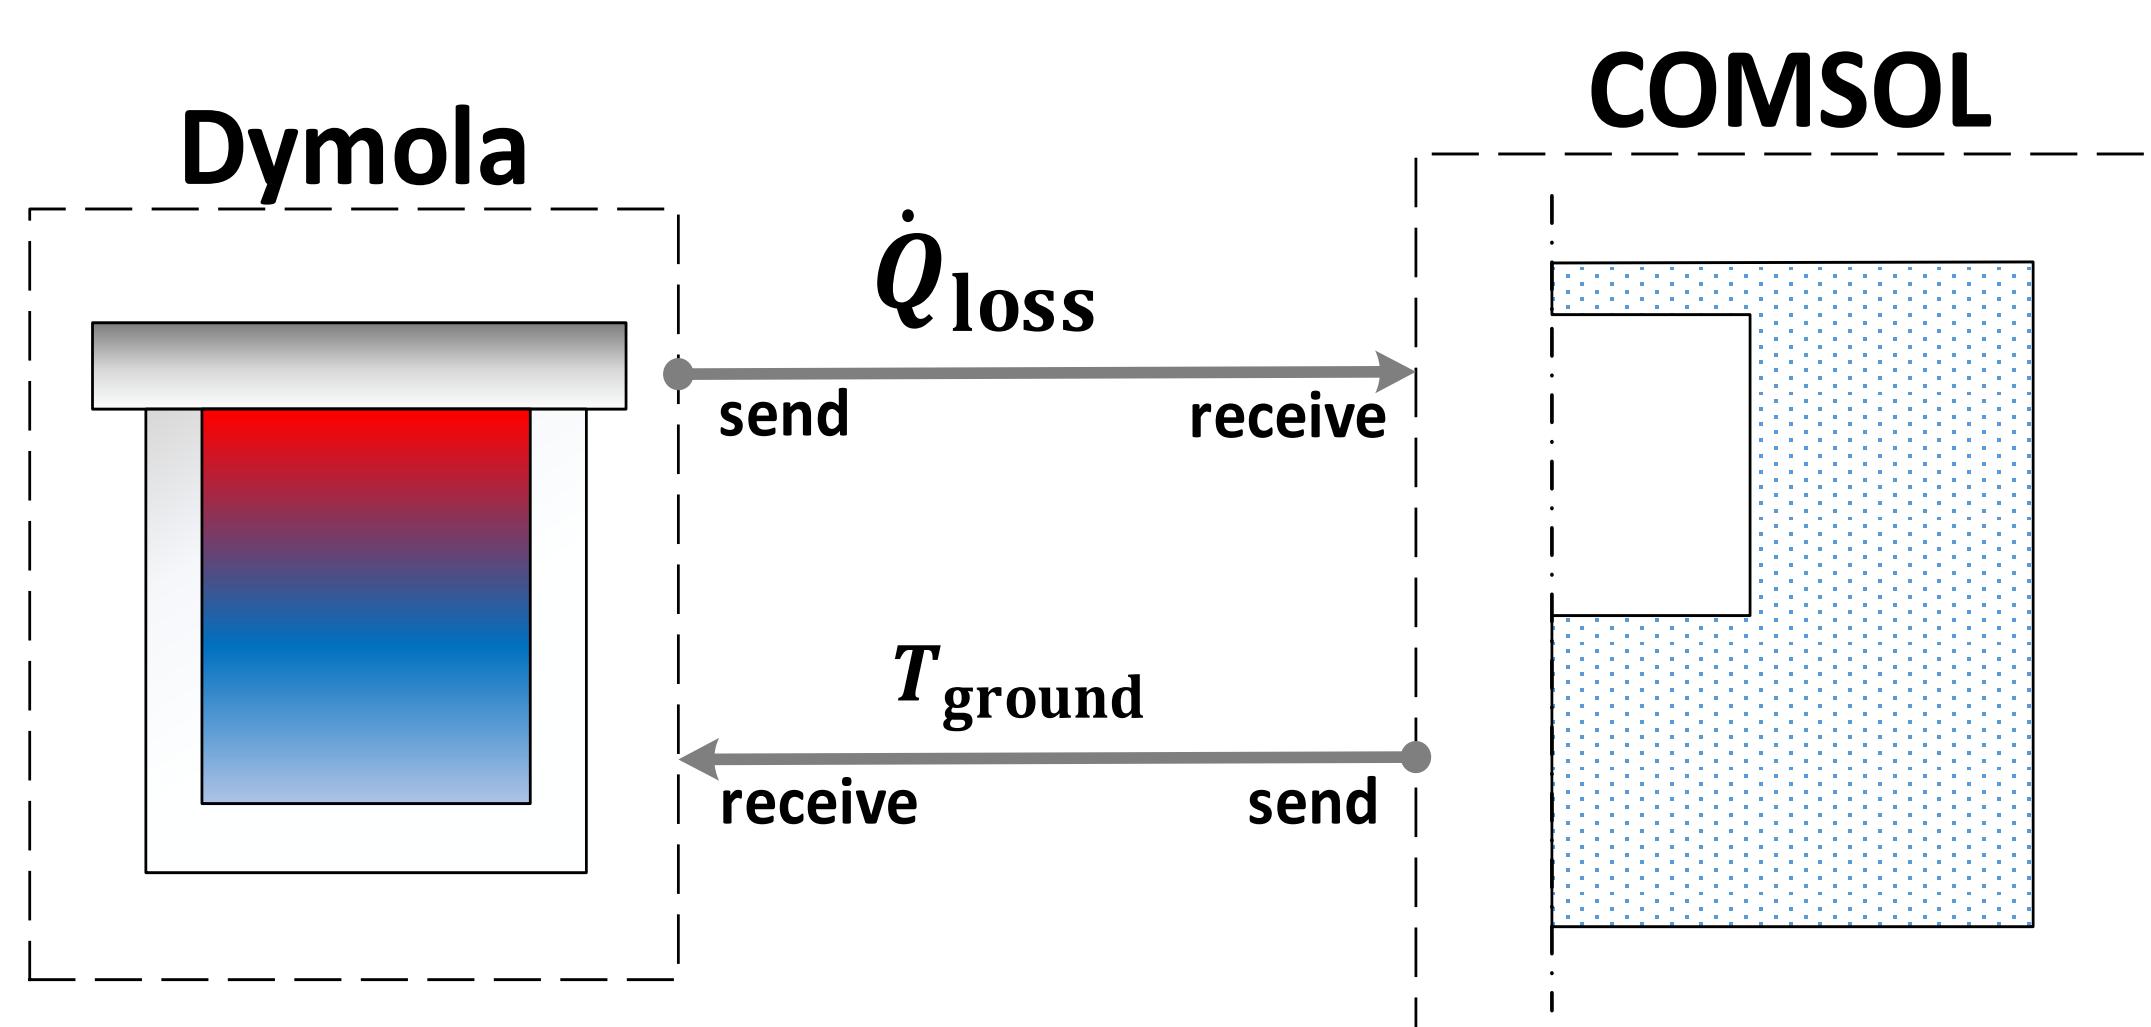 Dymola
COMSOL
Q̇loss
send
receive
Tground
receive
send